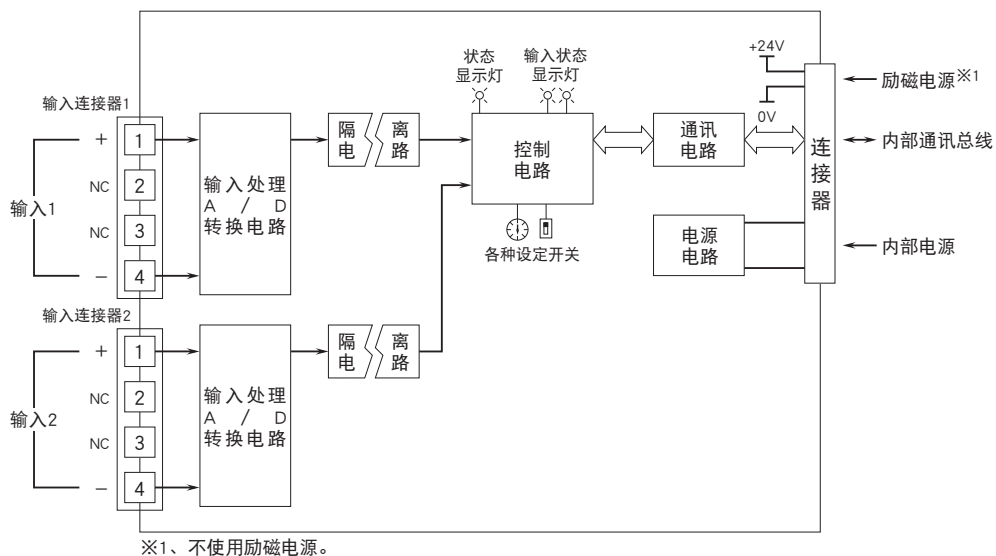 状态
显示灯
输入状态
显示灯
+24V
0V
励磁电源※1
内部通讯总线
内部电源
连
接
器
通讯
电路
电源
电路
控制
电路
各种设定开关
输入连接器1
+
1
NC
2
NC
3
−
4
输入1
输入处理
A / D
转换电路
隔 离
电 路
输入连接器2
+
1
NC
2
NC
3
−
4
输入2
输入处理
A / D
转换电路
隔 离
电 路
※1、不使用励磁电源。